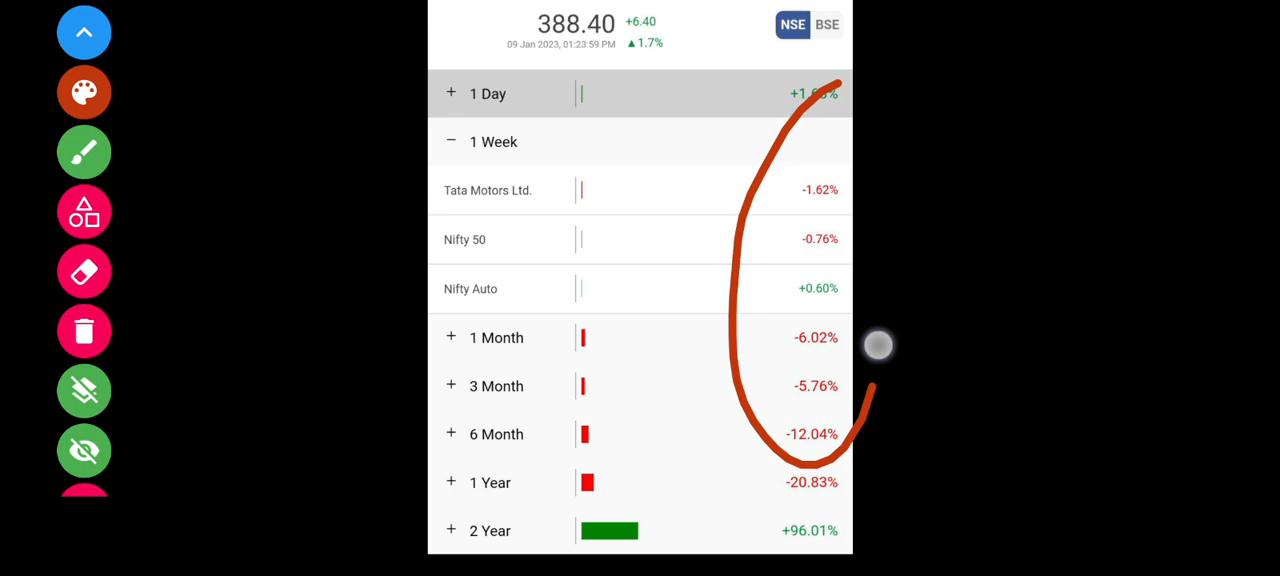 388.40 +6.40
09 Jan 2023, 01:23:59 PM ▲1.7%
NSE BSE
+ 1 Day
− 1 Week
Tata Motors Ltd. -1.62%
Nifty 50 -0.76%
Nifty Auto +0.60%
+ 1 Month -6.02%
+ 3 Month -5.76%
+ 6 Month -12.04%
+ 1 Year -20.83%
+ 2 Year +96.01%